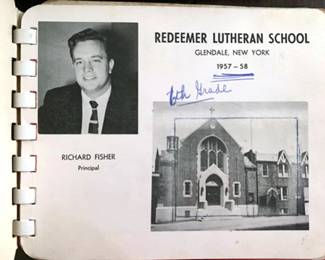 REDEEMER LUTHERAN SCHOOL
GLENDALE, NEW YORK
1957-58
6th Grade
RICHARD FISHER
Principal